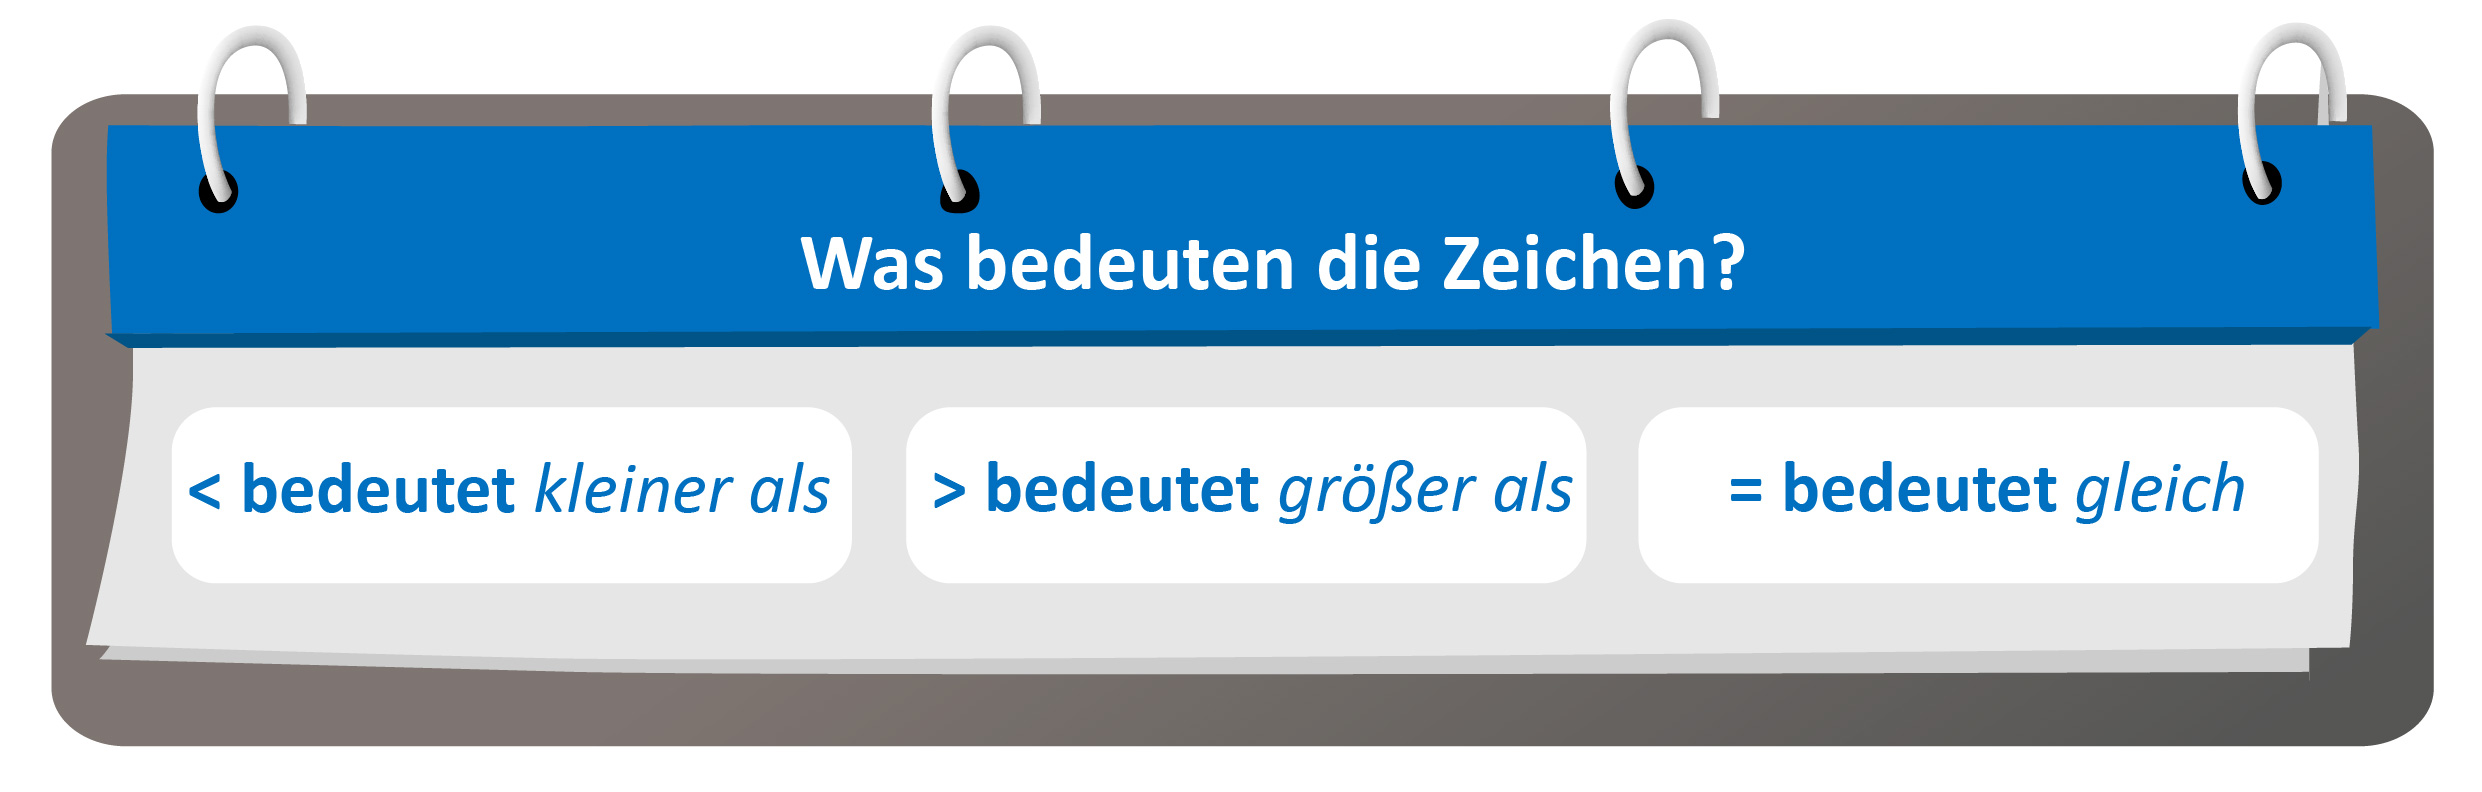 Was bedeuten die Zeichen?
< bedeutet kleiner als
> bedeutet größer als
= bedeutet gleich